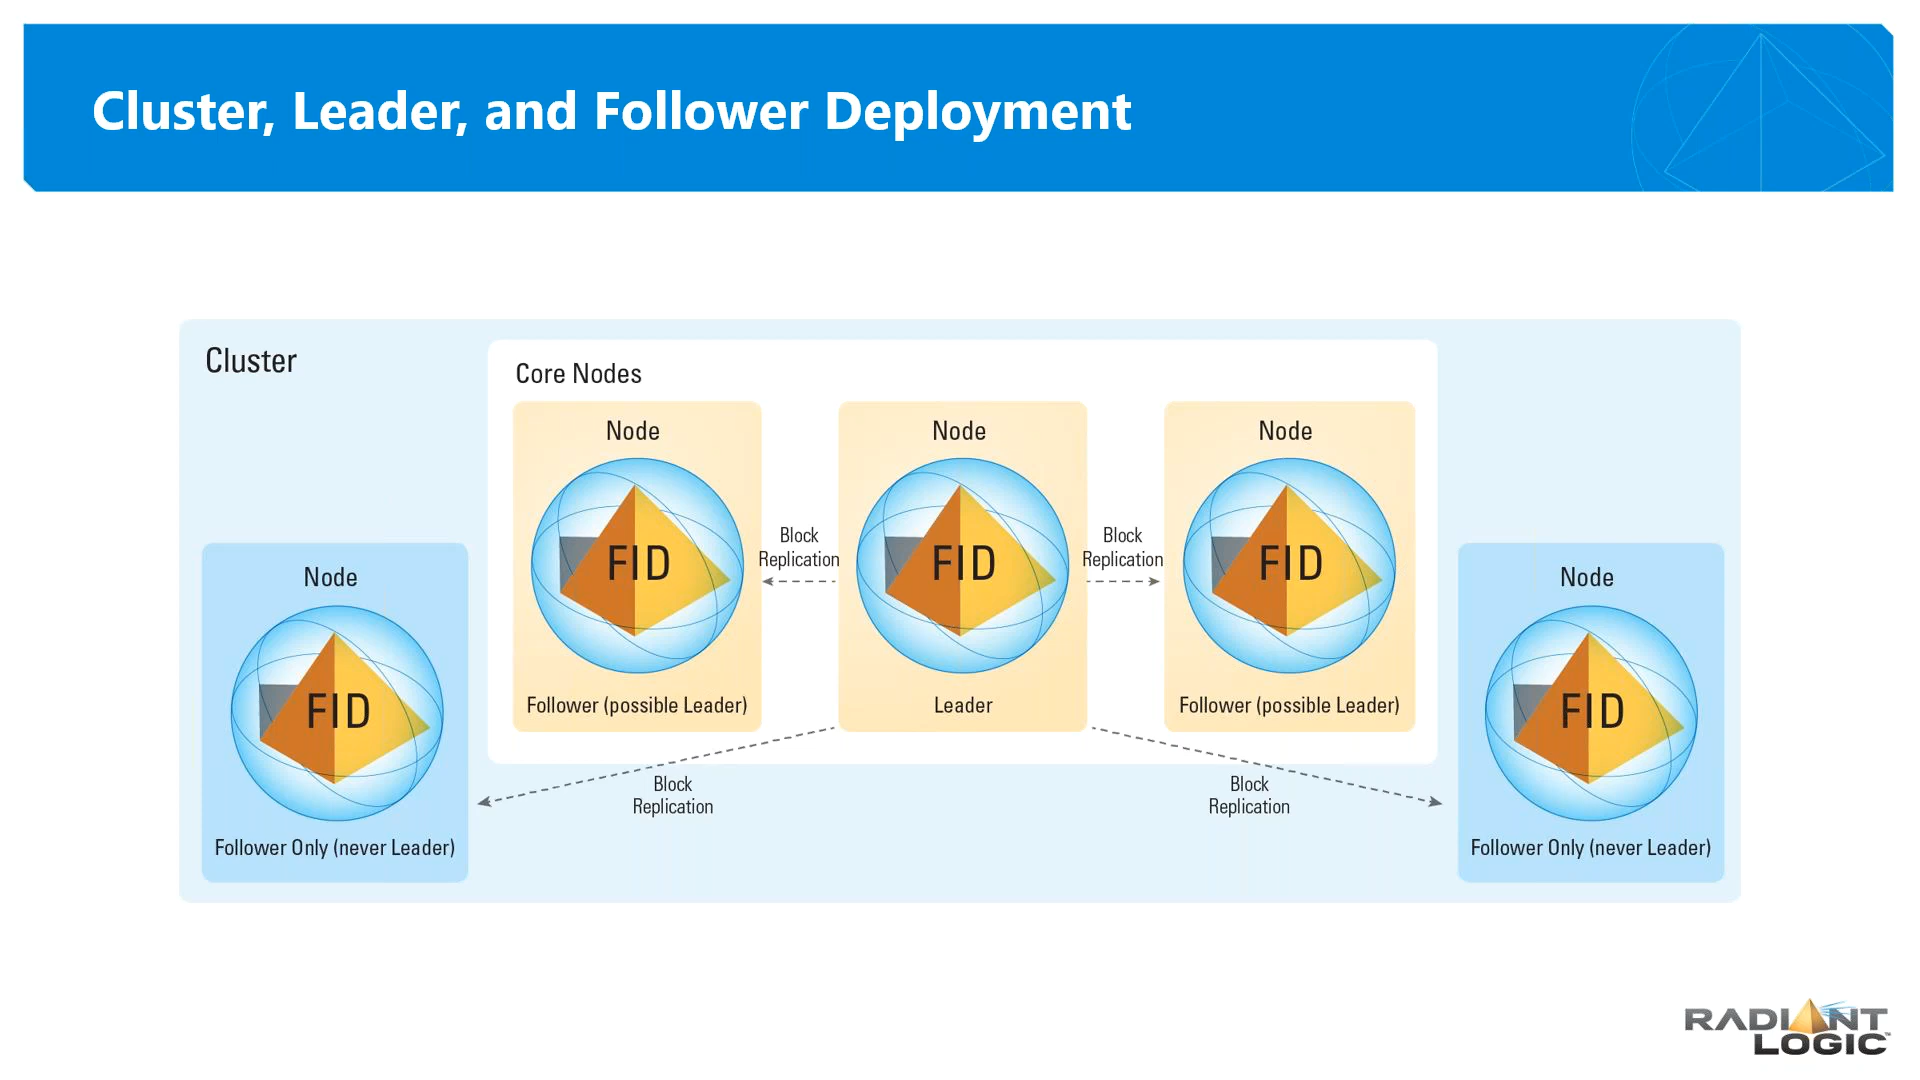 Cluster, Leader, and Follower Deployment
Cluster
Core Nodes
Node
FID
Follower (possible Leader)
Block
Replication
Node
FID
Leader
Block
Replication
Node
FID
Follower (possible Leader)
Node
FID
Follower Only (never Leader)
Block
Replication
Block
Replication
Node
FID
Follower Only (never Leader)
RADIANT
LOGIC™